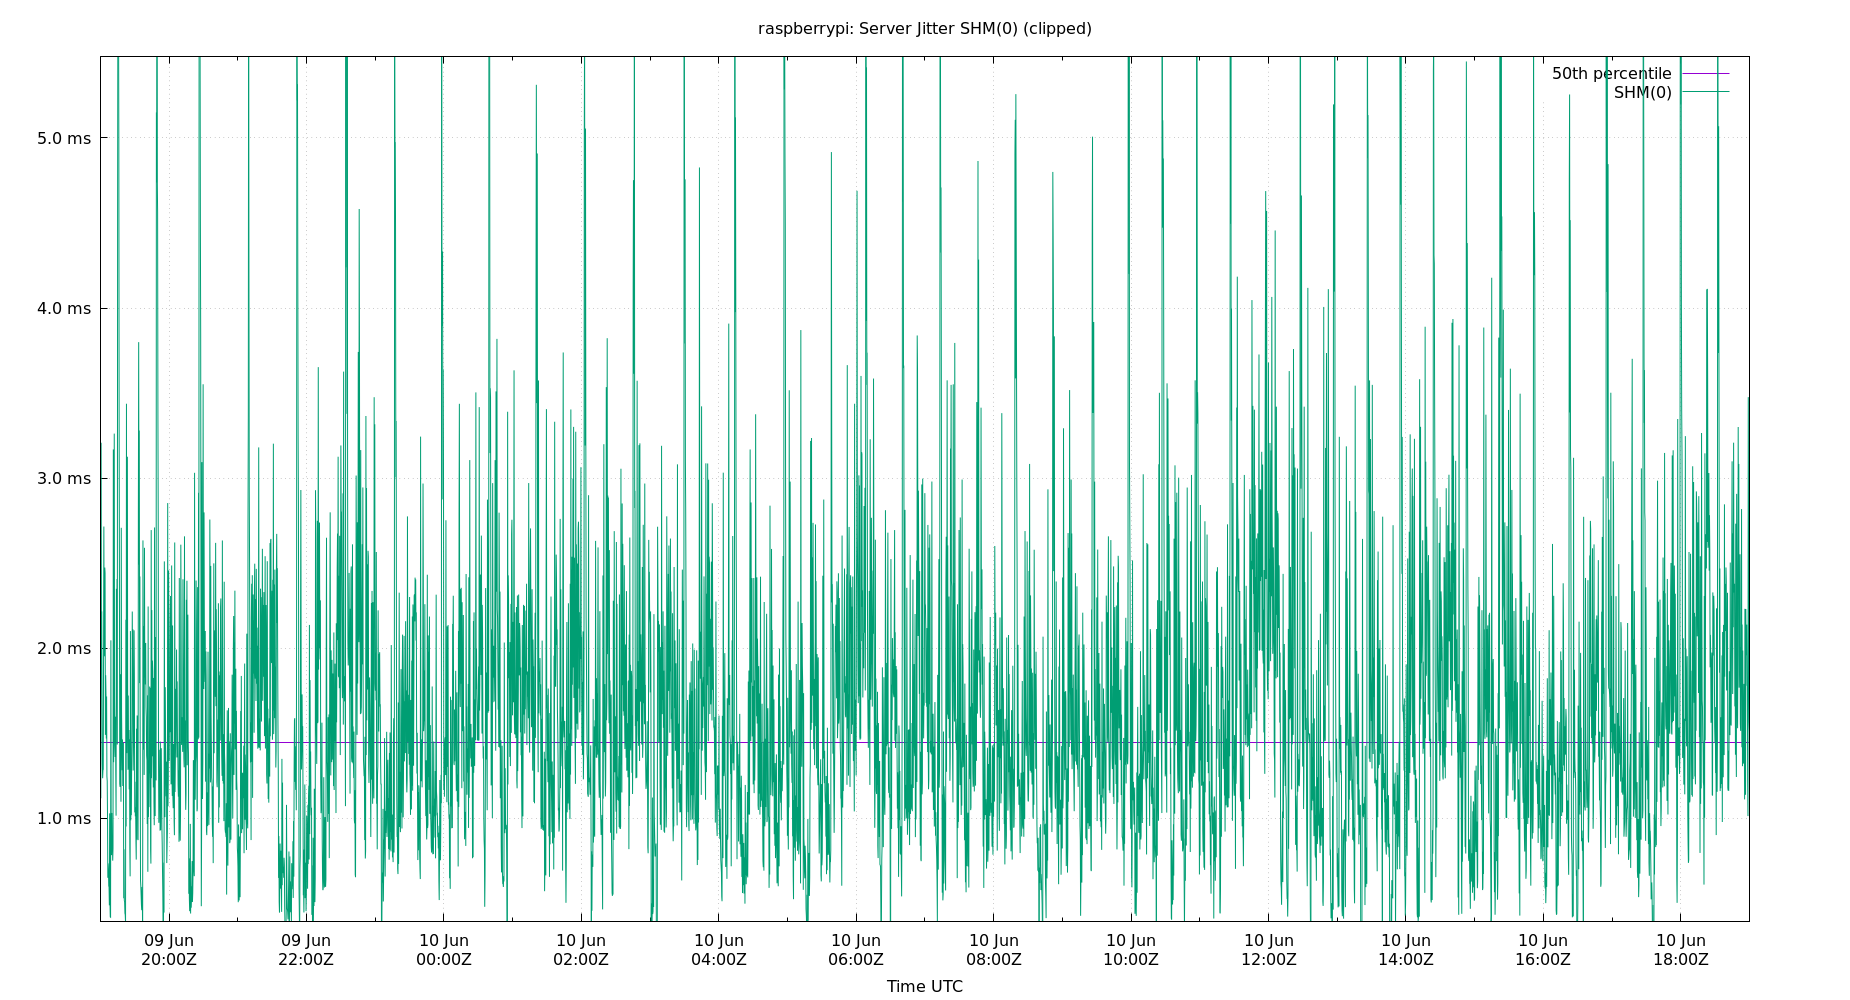 raspberrypi: Server Jitter SHM(0) (clipped)
50th percentile
SHM(0)
5.0 ms
4.0 ms
3.0 ms
2.0 ms
1.0 ms
09 Jun 09 Jun 10 Jun 10 Jun 10 Jun 10 Jun 10 Jun 10 Jun 10 Jun 10 Jun 10 Jun 10 Jun
20:00Z 22:00Z 00:00Z 02:00Z 04:00Z 06:00Z 08:00Z 10:00Z 12:00Z 14:00Z 16:00Z 18:00Z
Time UTC